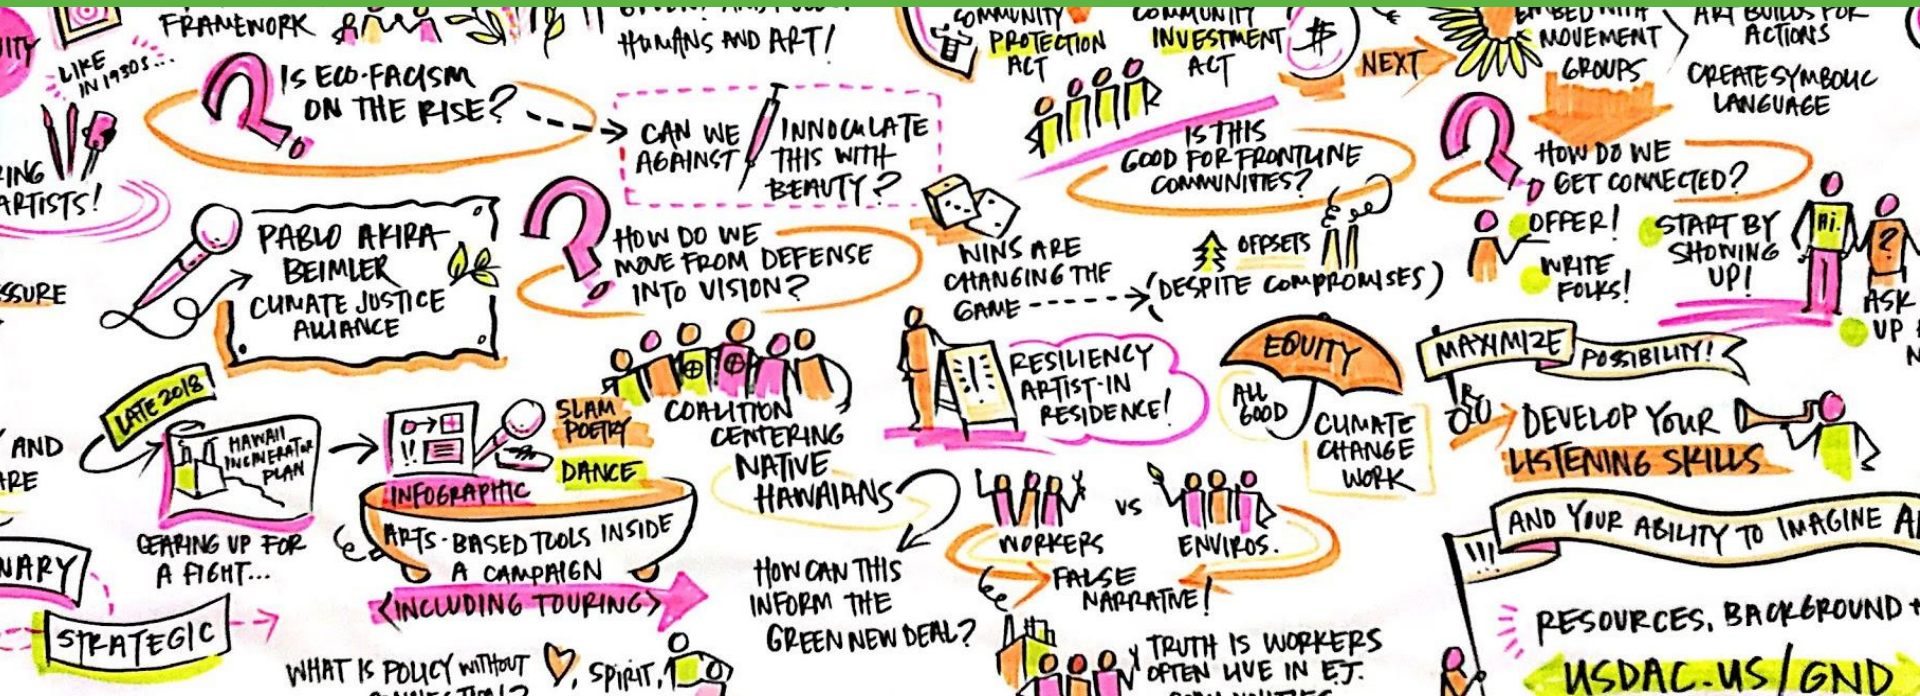 FRAMEWORK
HUMANS AND ART!
COMMUNITY
PROTECTION
ACT
COMMUNITY
INVESTMENT
ACT
$
NEXT
EMBED WITH
MOVEMENT
GROUPS
ART BUILDS FOR
ACTIONS
CREATE SYMBOLIC
LANGUAGE
LIKE
IN 1930s...
ARTISTS!
? IS ECO-FACISM
ON THE RISE?
CAN WE
AGAINST
INNOCULATE
THIS WITH
BEAUTY?
IS THIS
GOOD FOR FRONTLINE
COMMUNITIES?
? HOW DO WE
GET CONNECTED?
OFFER!
WRITE
FOLKS!
START BY
SHOWING
UP!
Hi.
?
ASK
UP
PABLO AKIRA
BEIMLER
CLIMATE JUSTICE
ALLIANCE
? HOW DO WE
MOVE FROM DEFENSE
INTO VISION?
WINS ARE
CHANGING THE
GAME
OFFSETS
(DESPITE COMPROMISES)
LATE 2018
HAWAII
INCINERATOR
PLAN
GEARING UP FOR
A FIGHT...
!!
INFOGRAPHIC
SLAM
POETRY
DANCE
ARTS-BASED TOOLS INSIDE
A CAMPAIGN
<INCLUDING TOURING>
COALITION
CENTERING
NATIVE
HAWAIANS
HOW CAN THIS
INFORM THE
GREEN NEW DEAL?
RESILIENCY
ARTIST-IN
RESIDENCE!
EQUITY
ALL
GOOD
CLIMATE
CHANGE
WORK
WORKERS
VS
ENVIROS.
FALSE
NARRATIVE!
TRUTH IS WORKERS
OFTEN LIVE IN E.J.
MAXIMIZE
POSSIBILITY!
DEVELOP YOUR
LISTENING SKILLS
!!!
AND YOUR ABILITY TO IMAGINE
RESOURCES, BACKGROUND +
USDAC.US/GND
AND
STRATEGIC
WHAT IS POLICY WITHOUT
, SPIRIT,